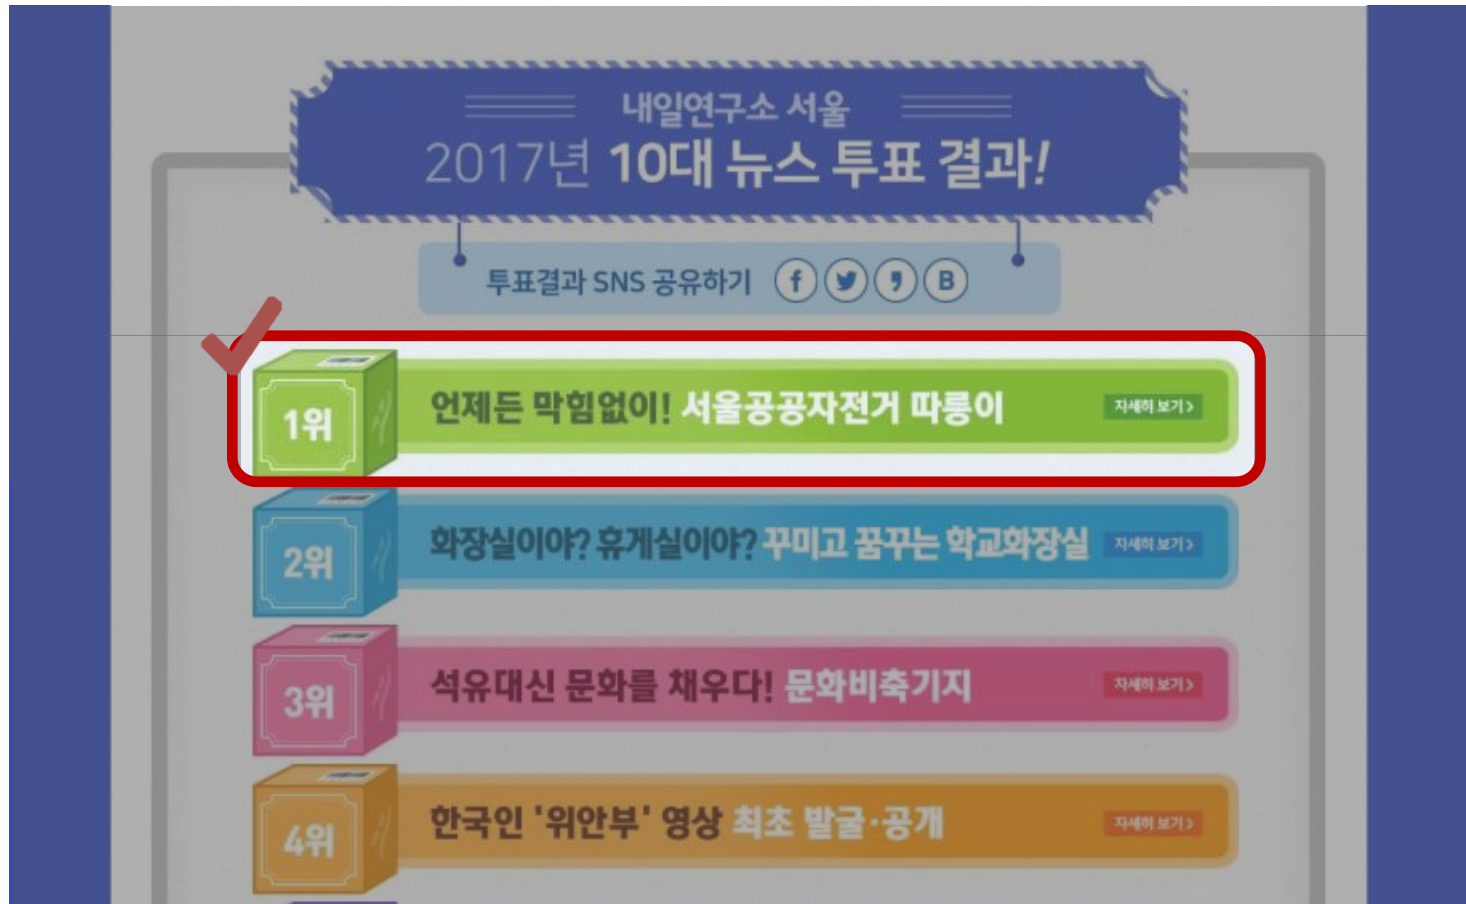 내일연구소 서울
2017년 10대 뉴스 투표 결과!
투표결과 SNS 공유하기 f B
1위 언제든 막힘없이! 서울공공자전거 따릉이 자세히 보기 >
2위 화장실이야? 휴게실이야? 꾸미고 꿈꾸는 학교화장실 자세히 보기 >
3위 석유대신 문화를 채우다! 문화비축기지 자세히 보기 >
4위 한국인 '위안부' 영상 최초 발굴·공개 자세히 보기 >